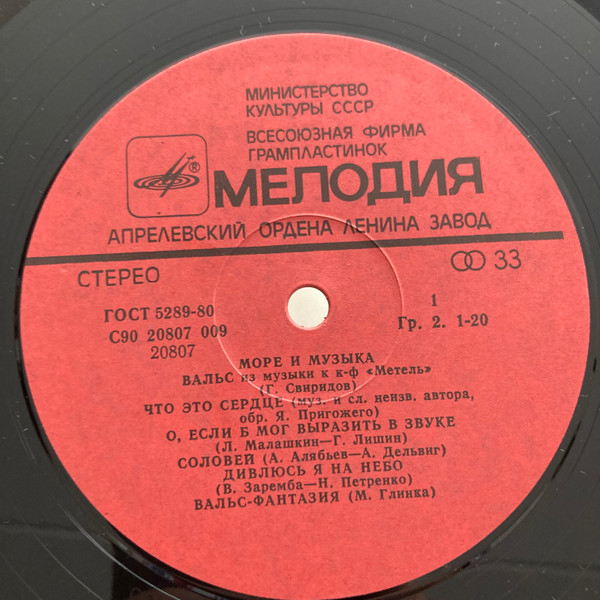 МИНИСТЕРСТВО
КУЛЬТУРЫ СССР
ВСЕСОЮЗНАЯ ФИРМА
ГРАМПЛАСТИНОК
®
МЕЛОДИЯ
АПРЕЛЕВСКИЙ ОРДЕНА ЛЕНИНА ЗАВОД
СТЕРЕО 33
ГОСТ 5289-80 1
С90 20807 009 Гр. 2. 1-20
20807
МОРЕ И МУЗЫКА
ВАЛЬС из музыки к к-ф «Метель»
(Г. Свиридов)
ЧТО ЭТО СЕРДЦЕ (муз. и сл. неизв. автора,
обр. Я. Пригожего)
О, ЕСЛИ Б МОГ ВЫРАЗИТЬ В ЗВУКЕ
(Л. Малашкин—Г. Лишин)
СОЛОВЕЙ (А. Алябьев—А. Дельвиг)
ДИВЛЮСЬ Я НА НЕБО
(В. Заремба—Н. Петренко)
ВАЛЬС-ФАНТАЗИЯ (М. Глинка)